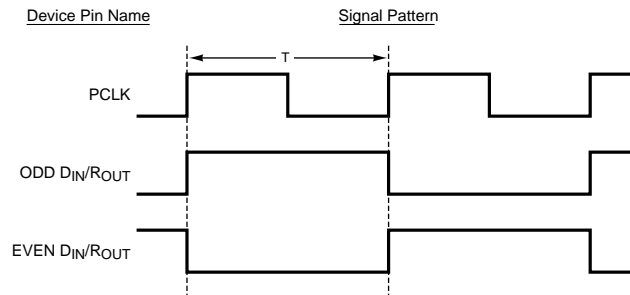 Device Pin Name Signal Pattern
T
PCLK
ODD DIN/ROUT
EVEN DIN/ROUT